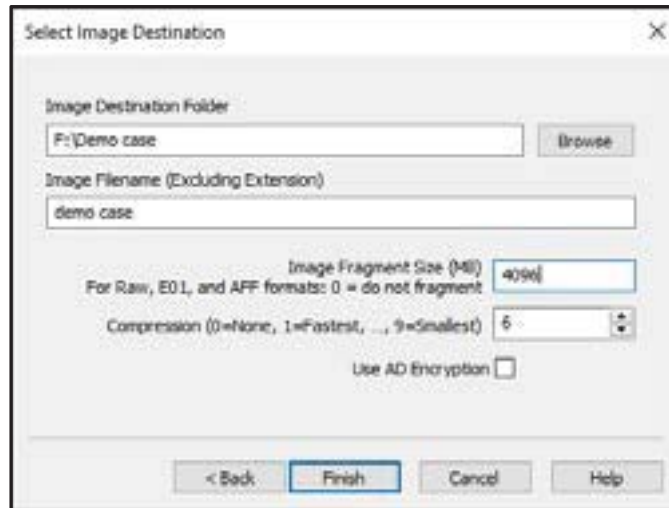 Select Image Destination
Image Destination Folder
F:\Demo case
Browse
Image Filename (Excluding Extension)
demo case
Image Fragment Size (MB)
4096
For Raw, E01, and AFF formats: 0 = do not fragment
Compression (0=None, 1=Fastest, ..., 9=Smallest)
6
Use AD Encryption
< Back
Finish
Cancel
Help